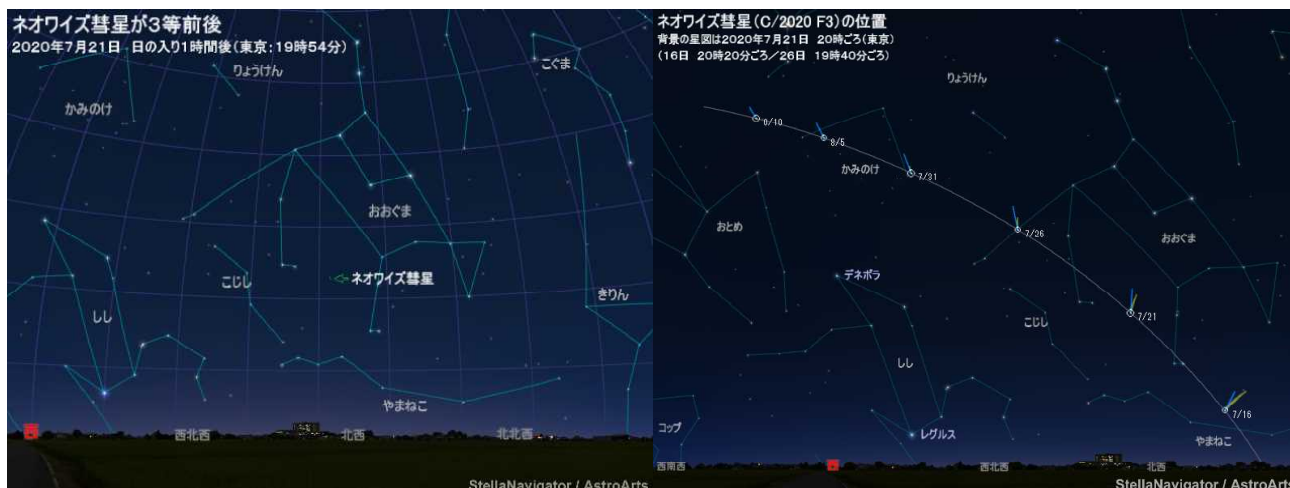 ネオワイズ彗星が3等前後
2020年7月21日 日の入り1時間後(東京:19時54分)
りょうけん
こぐま
かみのけ
おおぐま
ネオワイズ彗星
こじし
きりん
しし
やまねこ
西
西北西
北西
北北西
StellaNavigator / AstroArts
ネオワイズ彗星(C/2020 F3)の位置
背景の星図は2020年7月21日 20時ごろ(東京)
(16日 20時20分ごろ/26日 19時40分ごろ)
りょうけん
8/10
8/5
かみのけ
7/31
おとめ
7/26
おおぐま
デネボラ
7/21
こじし
しし
7/16
コップ
レグルス
やまねこ
西南西
西
西北西
北西
StellaNavigator / AstroArts